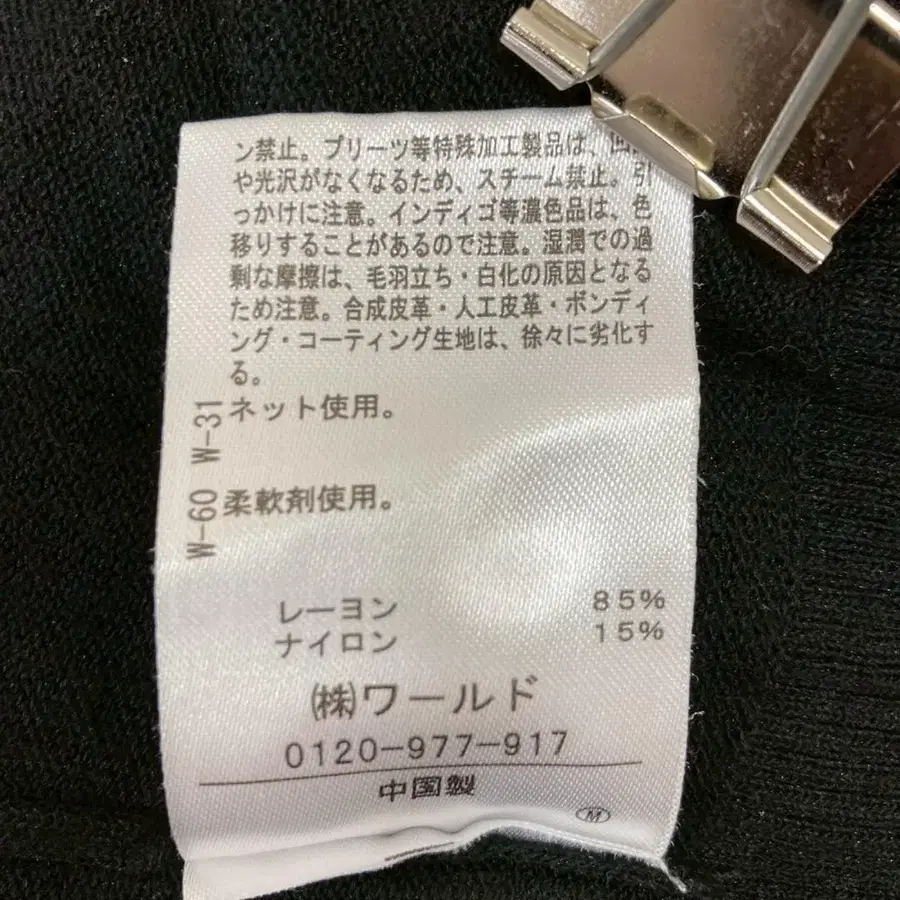 ン禁止。プリーツ等特殊加工製品は、
や光沢がなくなるため、スチーム禁止。引
っかけに注意。インディゴ等濃色品は、色
移りすることがあるので注意。湿潤での過
剰な摩擦は、毛羽立ち・白化の原因となる
ため注意。合成皮革・人工皮革・ボンディ
ング・コーティング生地は、徐々に劣化す
る。
W-31 ネット使用。
W-60 柔軟剤使用。
レーヨン 85%
ナイロン 15%
㈱ワールド
0120-977-917
中国製
Ⓜ